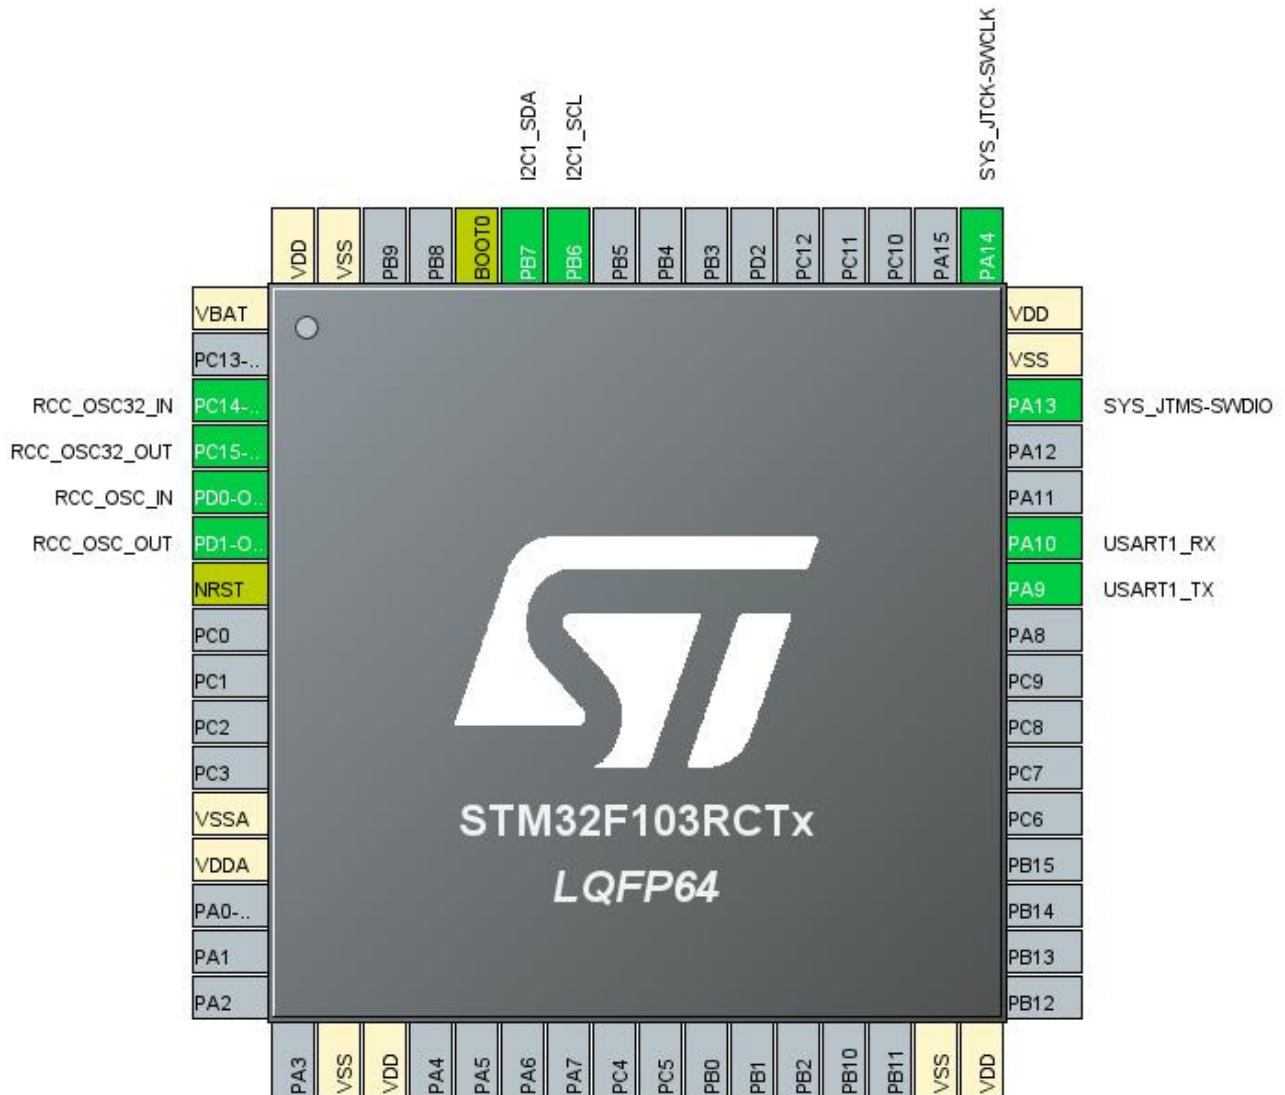 SYS_JTCK-SWCLK
I2C1_SDA
I2C1_SCL
VDD
VSS
PB9
PB8
BOOT0
PB7
PB6
PB5
PB4
PB3
PD2
PC12
PC11
PC10
PA15
PA14
VBAT
PC13-..
RCC_OSC32_IN PC14-..
RCC_OSC32_OUT PC15-..
RCC_OSC_IN PD0-O..
RCC_OSC_OUT PD1-O..
NRST
PC0
PC1
PC2
PC3
VSSA
VDDA
PA0-..
PA1
PA2
VDD
VSS
PA13 SYS_JTMS-SWDIO
PA12
PA11
PA10 USART1_RX
PA9 USART1_TX
PA8
PC9
PC8
PC7
PC6
PB15
PB14
PB13
PB12
ST
STM32F103RCTx
LQFP64
PA3
VSS
VDD
PA4
PA5
PA6
PA7
PC4
PC5
PB0
PB1
PB2
PB10
PB11
VSS
VDD